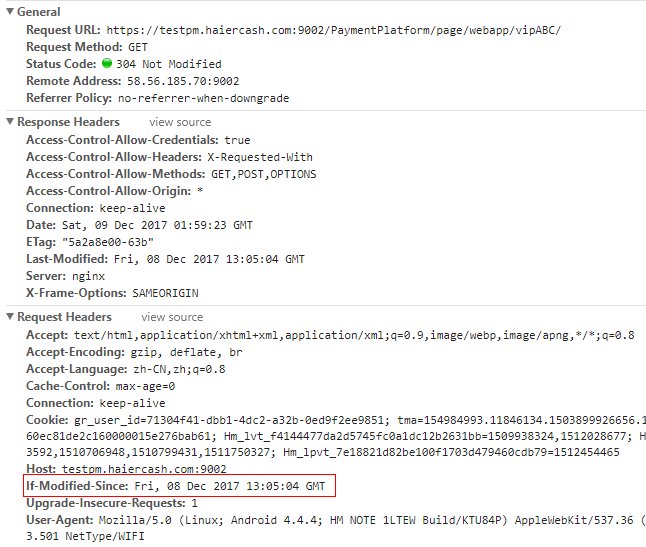 General
Request URL: https://testpm.haiercash.com:9002/PaymentPlatform/page/webapp/vipABC/
Request Method: GET
Status Code: 304 Not Modified
Remote Address: 58.56.185.70:9002
Referrer Policy: no-referrer-when-downgrade
Response Headers view source
Access-Control-Allow-Credentials: true
Access-Control-Allow-Headers: X-Requested-With
Access-Control-Allow-Methods: GET,POST,OPTIONS
Access-Control-Allow-Origin: *
Connection: keep-alive
Date: Sat, 09 Dec 2017 01:59:23 GMT
ETag: "5a2a8e00-63b"
Last-Modified: Fri, 08 Dec 2017 13:05:04 GMT
Server: nginx
X-Frame-Options: SAMEORIGIN
Request Headers view source
Accept: text/html,application/xhtml+xml,application/xml;q=0.9,image/webp,image/apng,*/*;q=0.8
Accept-Encoding: gzip, deflate, br
Accept-Language: zh-CN,zh;q=0.8
Cache-Control: max-age=0
Connection: keep-alive
Cookie: gr_user_id=71304f41-dbb1-4dc2-a32b-0ed9f2ee9851; tma=154984993.11846134.1503899926656.1
60ec81de2c160000015e276bab61; Hm_lvt_f4144477da2d5745fc0a1dc12b2631bb=1509938324,1512028677; H
3592,1510706948,1510799431,1511750327; Hm_lpvt_7e18821d82be100f1703d479460cdb79=1512454465
Host: testpm.haiercash.com:9002
If-Modified-Since: Fri, 08 Dec 2017 13:05:04 GMT
Upgrade-Insecure-Requests: 1
User-Agent: Mozilla/5.0 (Linux; Android 4.4.4; HM NOTE 1LTEW Build/KTU84P) AppleWebKit/537.36 (
3.501 NetType/WIFI